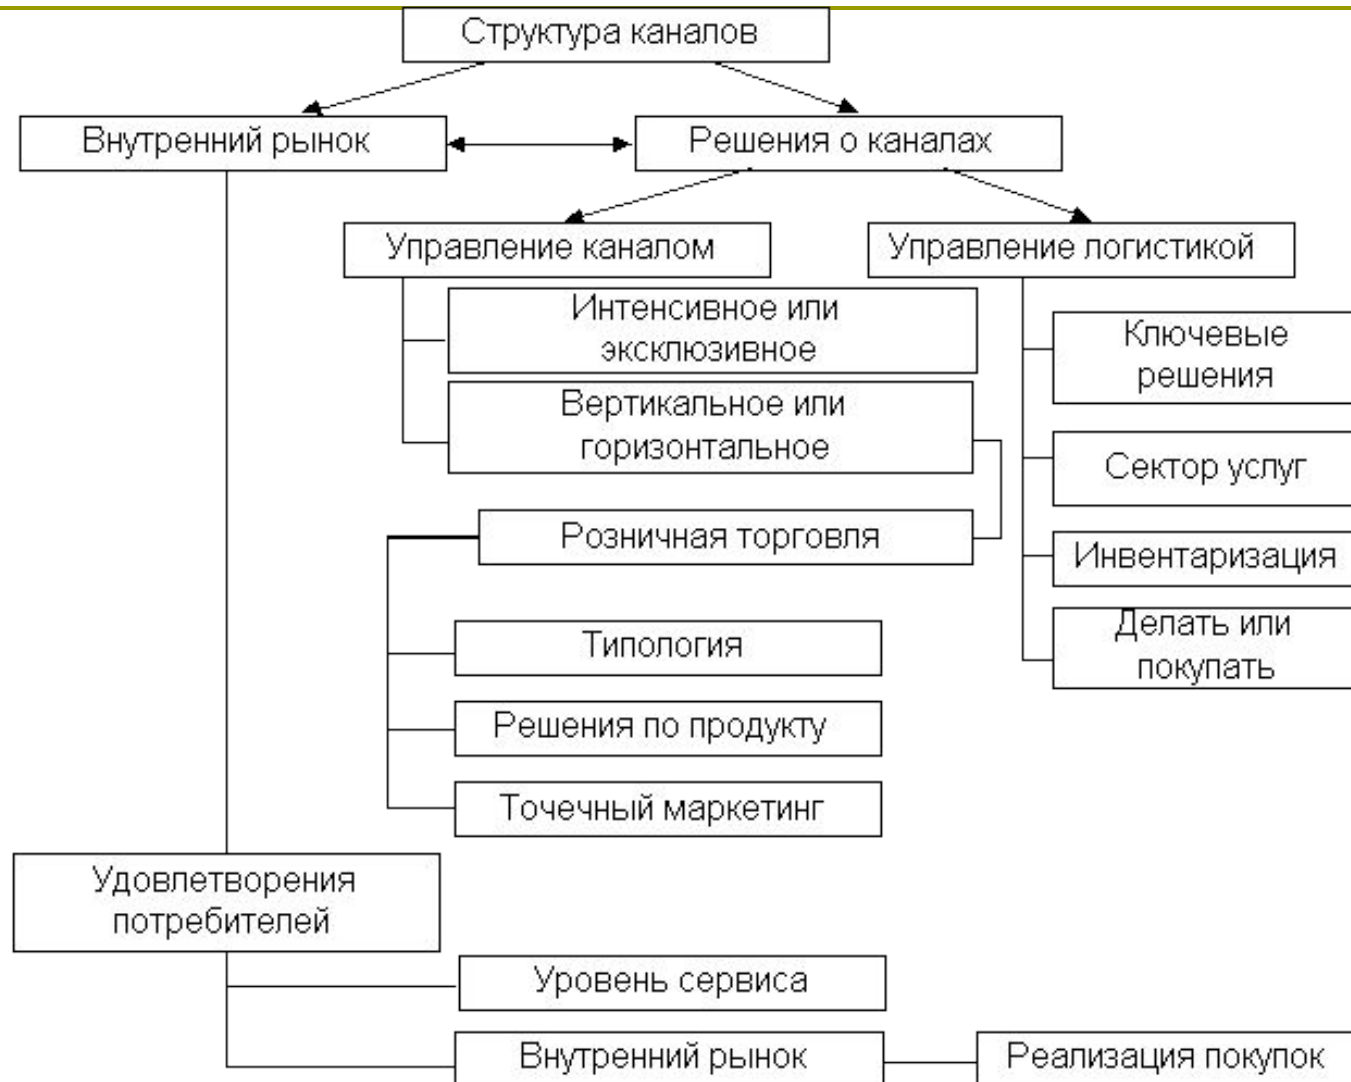 Структура каналов
Внутренний рынок
Решения о каналах
Управление каналом
Управление логистикой
Интенсивное или
эксклюзивное
Ключевые
решения
Вертикальное или
горизонтальное
Сектор услуг
Розничная торговля
Инвентаризация
Типология
Делать или
покупать
Решения по продукту
Точечный маркетинг
Удовлетворения
потребителей
Уровень сервиса
Внутренний рынок
Реализация покупок